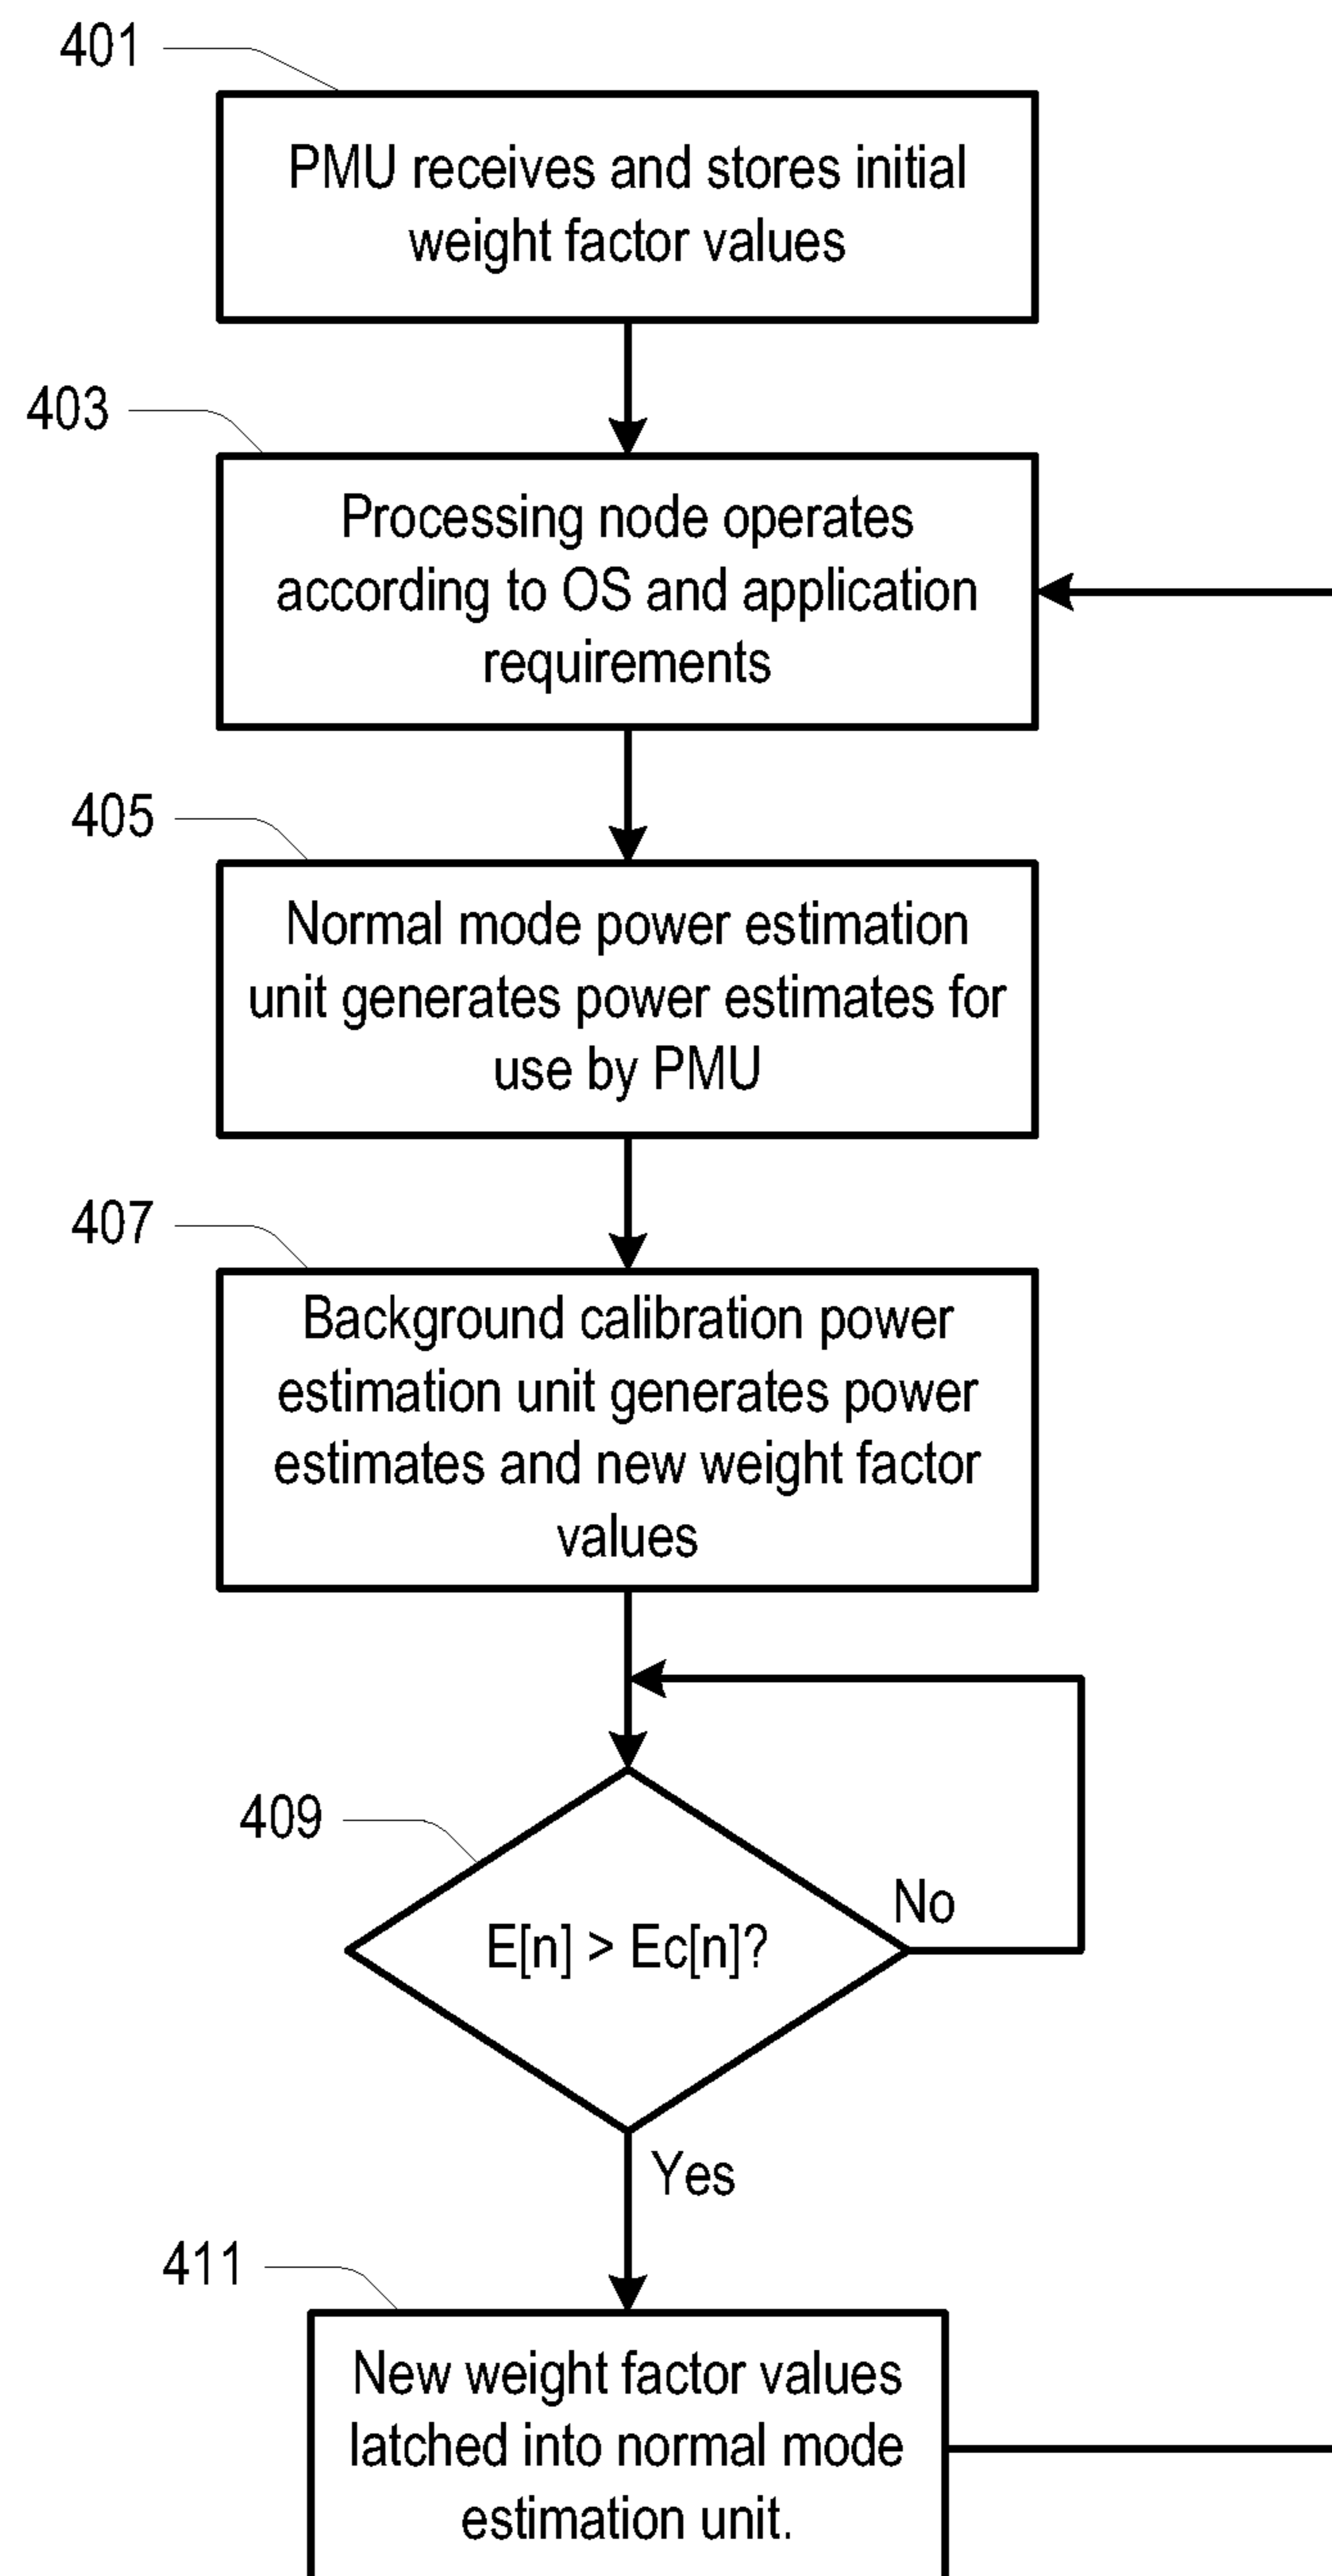 401
PMU receives and stores initial
weight factor values
403
Processing node operates
according to OS and application
requirements
405
Normal mode power estimation
unit generates power estimates for
use by PMU
407
Background calibration power
estimation unit generates power
estimates and new weight factor
values
409
E[n] > Ec[n]?
No
Yes
411
New weight factor values
latched into normal mode
estimation unit.